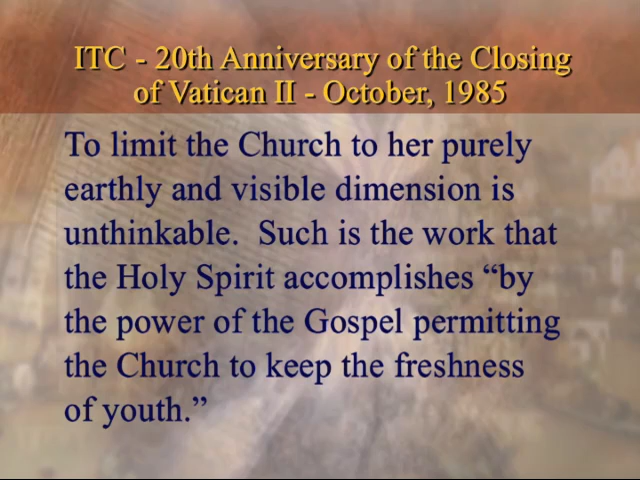 ITC - 20th Anniversary of the Closing
of Vatican II - October, 1985
To limit the Church to her purely
earthly and visible dimension is
unthinkable.  Such is the work that
the Holy Spirit accomplishes “by
the power of the Gospel permitting
the Church to keep the freshness
of youth.”